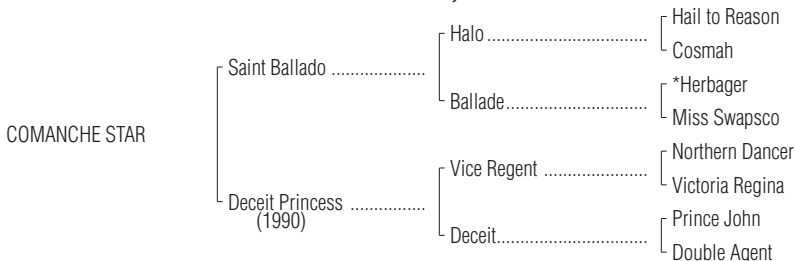 Halo .................................. Hail to Reason
Cosmah
Saint Ballado ....................
Ballade.............................. *Herbager
Miss Swapsco
COMANCHE STAR
Vice Regent ...................... Northern Dancer
Victoria Regina
Deceit Princess ................
(1990)
Deceit................................ Prince John
Double Agent